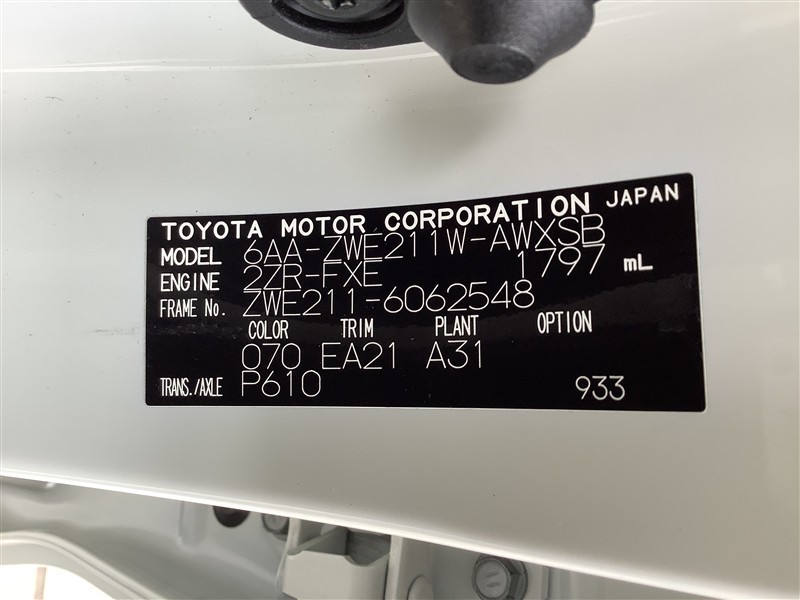 TOYOTA MOTOR CORPORATION JAPAN
MODEL 6AA-ZWE211W-AWXSB
ENGINE 2ZR-FXE 1797 mL
FRAME No. ZWE211-6062548
COLOR TRIM PLANT OPTION
070 EA21 A31
TRANS./AXLE P610 933